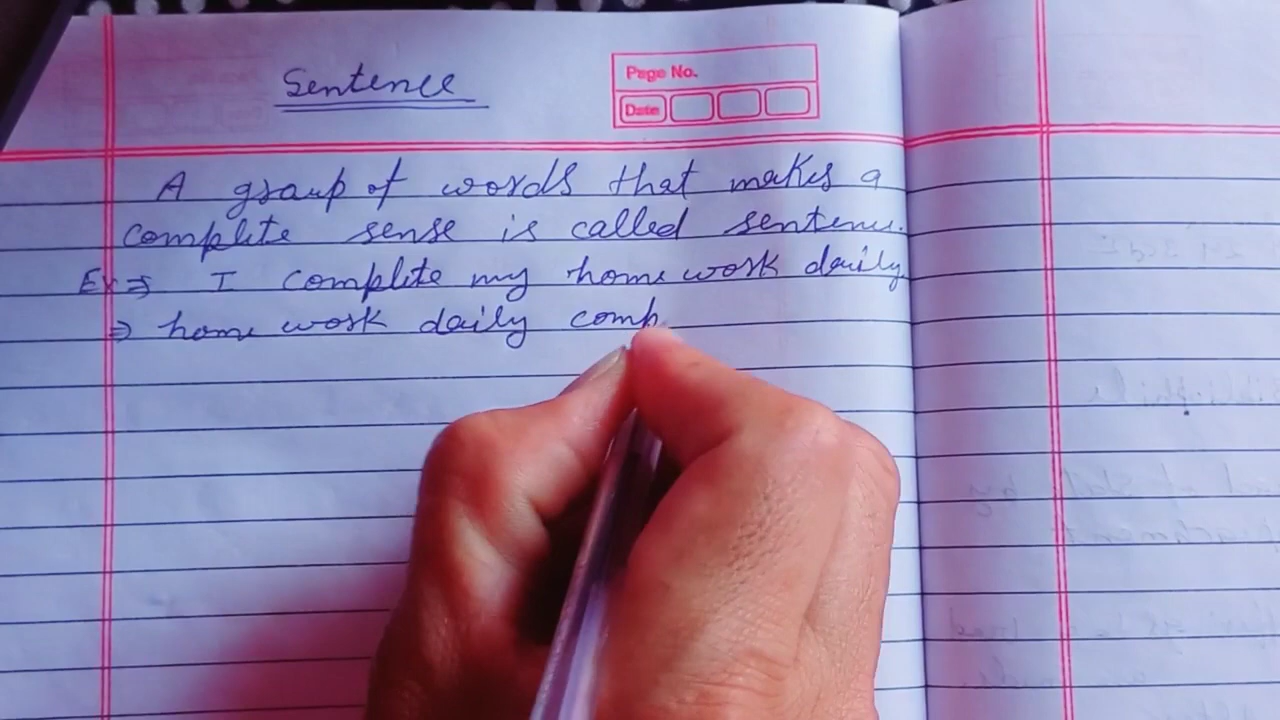 Sentence
Page No.
Date
A group of words that makes a
complete sense is called sentence.
Ex ⇒ I complete my home work daily
⇒ home work daily comp